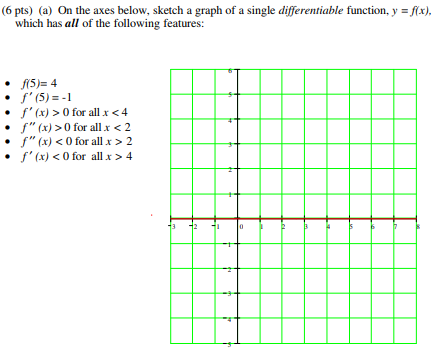 (6 pts) (a) On the axes below, sketch a graph of a single differentiable function, y = f(x),
which has all of the following features:
• f(5)= 4
• f' (5) = -1
• f' (x) > 0 for all x < 4
• f'' (x) > 0 for all x < 2
• f'' (x) < 0 for all x > 2
• f' (x) < 0 for all x > 4
6
5
4
3
2
1
-3 -2 -1 0 1 2 3 4 5 6 7 8
-1
-2
-3
-4
-5